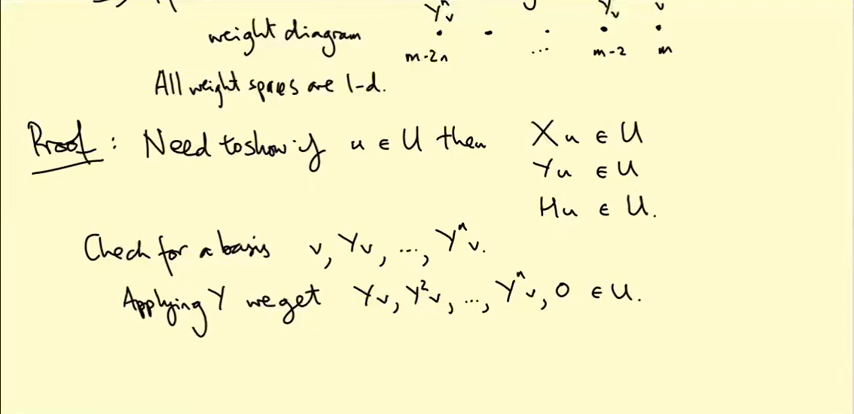 Yⁿv Yv v
weight diagram
m-2n ... m-2 m
All weight spaces are 1-d.
Proof: Need to show if u ∈ U then Xu ∈ U
Yu ∈ U
Hu ∈ U.
Check for a basis v, Yv, ..., Yⁿv.
Applying Y we get Yv, Y²v, ..., Yⁿv, 0 ∈ U.